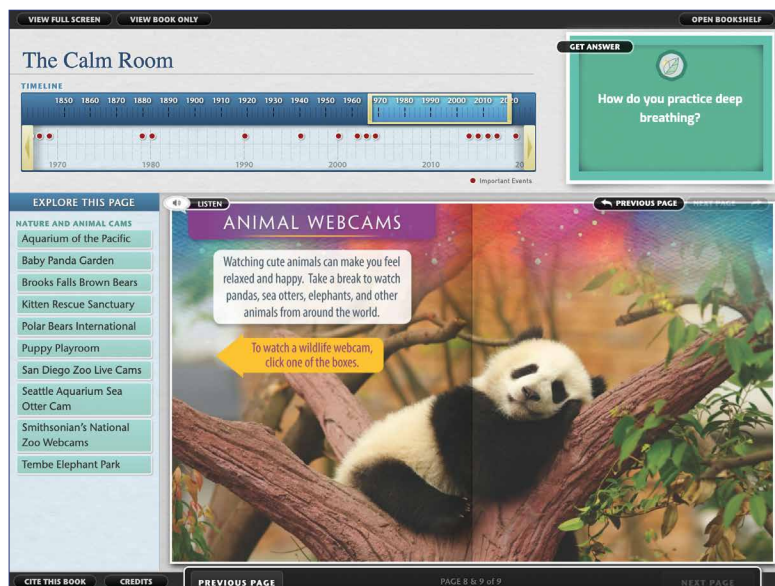 VIEW FULL SCREEN
VIEW BOOK ONLY
OPEN BOOKSHELF
The Calm Room
TIMELINE
1850 1860 1870 1880 1890 1900 1910 1920 1930 1940 1950 1960 970 1980 1990 2000 2010 20 0
1970 1980 1990 2000 2010 20
Important Events
GET ANSWER
How do you practice deep
breathing?
EXPLORE THIS PAGE
NATURE AND ANIMAL CAMS
Aquarium of the Pacific
Baby Panda Garden
Brooks Falls Brown Bears
Kitten Rescue Sanctuary
Polar Bears International
Puppy Playroom
San Diego Zoo Live Cams
Seattle Aquarium Sea
Otter Cam
Smithsonian's National
Zoo Webcams
Tembe Elephant Park
LISTEN
PREVIOUS PAGE
NEXT PAGE
ANIMAL WEBCAMS
Watching cute animals can make you feel
relaxed and happy. Take a break to watch
pandas, sea otters, elephants, and other
animals from around the world.
To watch a wildlife webcam,
click one of the boxes.
CITE THIS BOOK
CREDITS
PREVIOUS PAGE
PAGE 8 & 9 of 9
NEXT PAGE